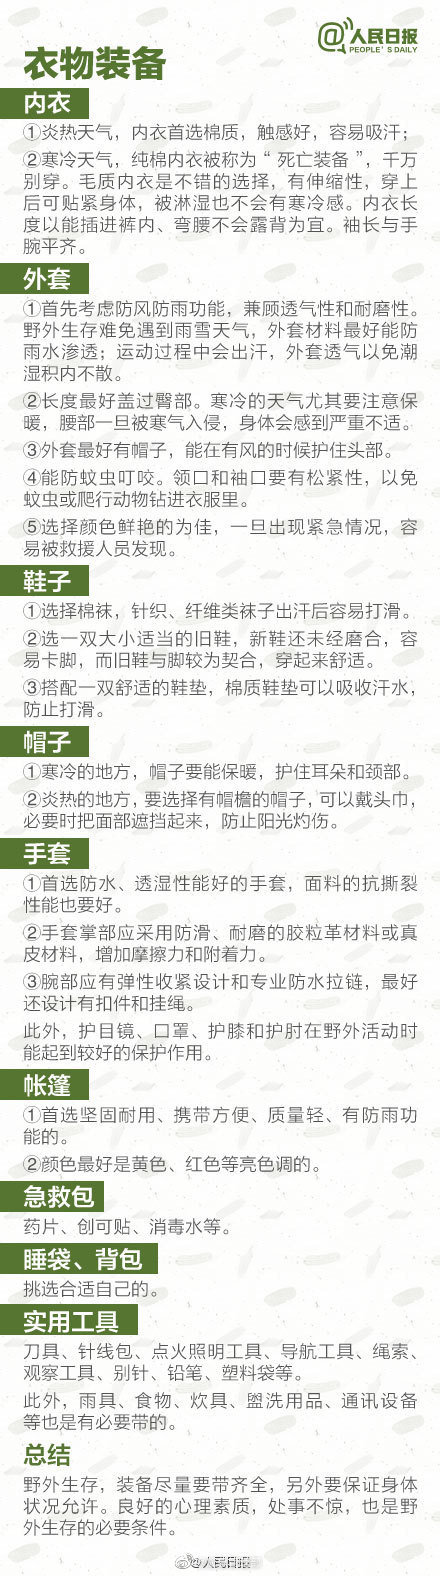 @人民日报
PEOPLE'S DAILY
衣物装备
内衣
①炎热天气，内衣首选棉质，触感好，容易吸汗；
②寒冷天气，纯棉内衣被称为“死亡装备”，千万
别穿。毛质内衣是不错的选择，有伸缩性，穿上
后可贴紧身体，被淋湿也不会有寒冷感。内衣长
度以能插进裤内、弯腰不会露背为宜。袖长与手
腕平齐。
外套
①首先考虑防风防雨功能，兼顾透气性和耐磨性。
野外生存难免遇到雨雪天气，外套材料最好能防
雨水渗透；运动过程中会出汗，外套透气以免潮
湿积内不散。
②长度最好盖过臀部。寒冷的天气尤其要注意保
暖，腰部一旦被寒气入侵，身体会感到严重不适。
③外套最好有帽子，能在有风的时候护住头部。
④能防蚊虫叮咬。领口和袖口要有松紧性，以免
蚊虫或爬行动物钻进衣服里。
⑤选择颜色鲜艳的为佳，一旦出现紧急情况，容
易被救援人员发现。
鞋子
①选择棉袜，针织、纤维类袜子出汗后容易打滑。
②选一双大小适当的旧鞋，新鞋还未经磨合，容
易卡脚，而旧鞋与脚较为契合，穿起来舒适。
③搭配一双舒适的鞋垫，棉质鞋垫可以吸收汗水，
防止打滑。
帽子
①寒冷的地方，帽子要能保暖，护住耳朵和颈部。
②炎热的地方，要选择有帽檐的帽子，可以戴头巾，
必要时把面部遮挡起来，防止阳光灼伤。
手套
①首选防水、透湿性能好的手套，面料的抗撕裂
性能也要好。
②手套掌部应采用防滑、耐磨的胶粒革材料或真
皮材料，增加摩擦力和附着力。
③腕部应有弹性收紧设计和专业防水拉链，最好
还设计有扣件和挂绳。
此外，护目镜、口罩、护膝和护肘在野外活动时
能起到较好的保护作用。
帐篷
①首选坚固耐用、携带方便、质量轻、有防雨功
能的。
②颜色最好是黄色、红色等亮色调的。
急救包
药片、创可贴、消毒水等。
睡袋、背包
挑选合适自己的。
实用工具
刀具、针线包、点火照明工具、导航工具、绳索、
观察工具、别针、铅笔、塑料袋等。
此外，雨具、食物、炊具、盥洗用品、通讯设备
等也是有必要带的。
总结
野外生存，装备尽量要带齐全，另外要保证身体
状况允许。良好的心理素质，处事不惊，也是野
外生存的必要条件。
@人民日报